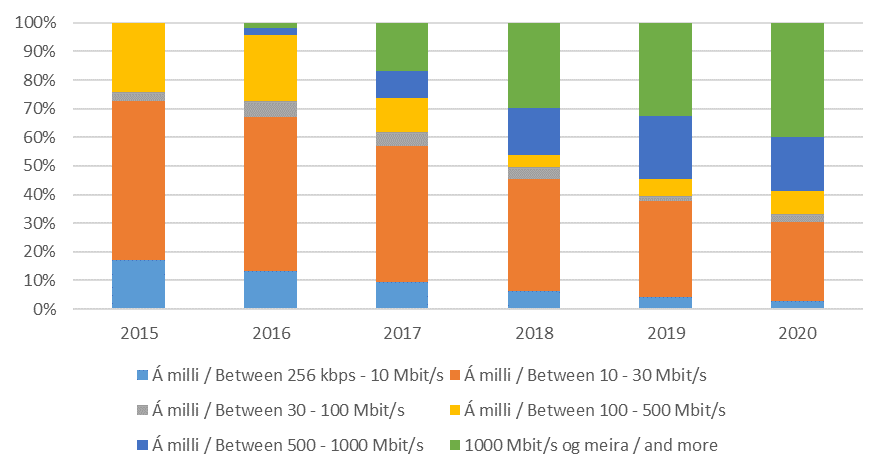 100%
90%
80%
70%
60%
50%
40%
30%
20%
10%
0%
2015 2016 2017 2018 2019 2020
Á milli / Between 256 kbps - 10 Mbit/s Á milli / Between 10 - 30 Mbit/s
Á milli / Between 30 - 100 Mbit/s Á milli / Between 100 - 500 Mbit/s
Á milli / Between 500 - 1000 Mbit/s 1000 Mbit/s og meira / and more